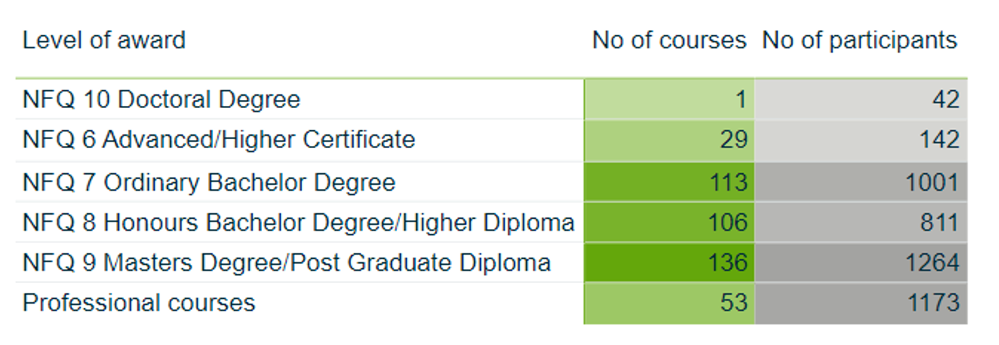 Level of award No of courses No of participants
NFQ 10 Doctoral Degree 1 42
NFQ 6 Advanced/Higher Certificate 29 142
NFQ 7 Ordinary Bachelor Degree 113 1001
NFQ 8 Honours Bachelor Degree/Higher Diploma 106 811
NFQ 9 Masters Degree/Post Graduate Diploma 136 1264
Professional courses 53 1173